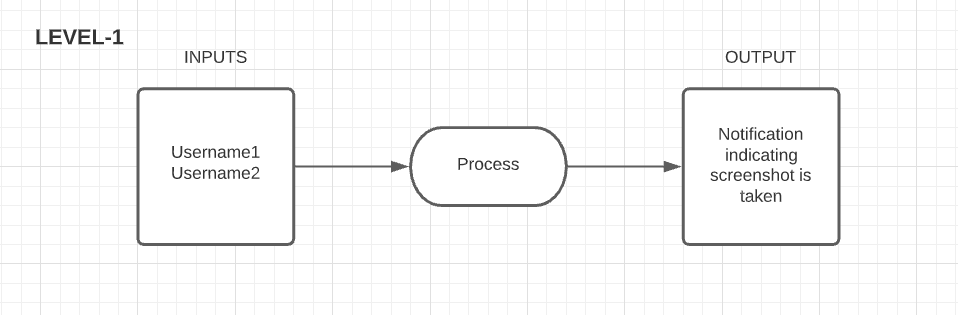 LEVEL-1
INPUTS
OUTPUT
Username1
Username2
Process
Notification
indicating
screenshot is
taken